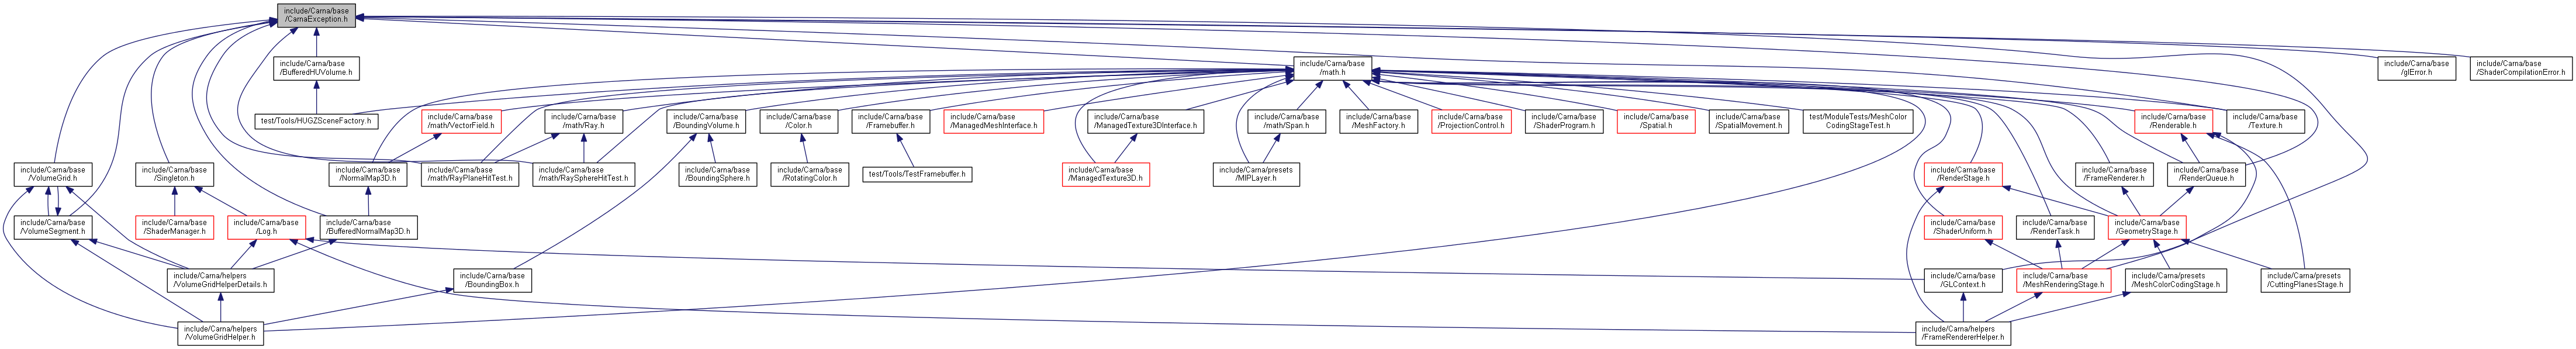 include/Carna/base
/CarnaException.h
include/Carna/base
/BufferedHUVolume.h
include/Carna/base
/math.h
include/Carna/base
/glError.h
include/Carna/base
/ShaderCompilationError.h
test/Tools/HUGZSceneFactory.h
include/Carna/base
/math/VectorField.h
include/Carna/base
/math/Ray.h
include/Carna/base
/BoundingVolume.h
include/Carna/base
/Color.h
include/Carna/base
/Framebuffer.h
include/Carna/base
/ManagedMeshInterface.h
include/Carna/base
/ManagedTexture3DInterface.h
include/Carna/base
/math/Span.h
include/Carna/base
/MeshFactory.h
include/Carna/base
/ProjectionControl.h
include/Carna/base
/ShaderProgram.h
include/Carna/base
/Spatial.h
include/Carna/base
/SpatialMovement.h
test/ModuleTests/MeshColor
CodingStageTest.h
include/Carna/base
/Renderable.h
include/Carna/base
/Texture.h
include/Carna/base
/VolumeGrid.h
include/Carna/base
/Singleton.h
include/Carna/base
/NormalMap3D.h
include/Carna/base
/math/RayPlaneHitTest.h
include/Carna/base
/math/RaySphereHitTest.h
include/Carna/base
/BoundingSphere.h
include/Carna/base
/RotatingColor.h
test/Tools/TestFramebuffer.h
include/Carna/base
/ManagedTexture3D.h
include/Carna/presets
/MIPLayer.h
include/Carna/base
/RenderStage.h
include/Carna/base
/FrameRenderer.h
include/Carna/base
/RenderQueue.h
include/Carna/base
/VolumeSegment.h
include/Carna/base
/ShaderManager.h
include/Carna/base
/Log.h
include/Carna/base
/BufferedNormalMap3D.h
include/Carna/base
/ShaderUniform.h
include/Carna/base
/RenderTask.h
include/Carna/base
/GeometryStage.h
include/Carna/helpers
/VolumeGridHelperDetails.h
include/Carna/base
/BoundingBox.h
include/Carna/base
/GLContext.h
include/Carna/base
/MeshRenderingStage.h
include/Carna/presets
/MeshColorCodingStage.h
include/Carna/presets
/CuttingPlanesStage.h
include/Carna/helpers
/VolumeGridHelper.h
include/Carna/helpers
/FrameRendererHelper.h